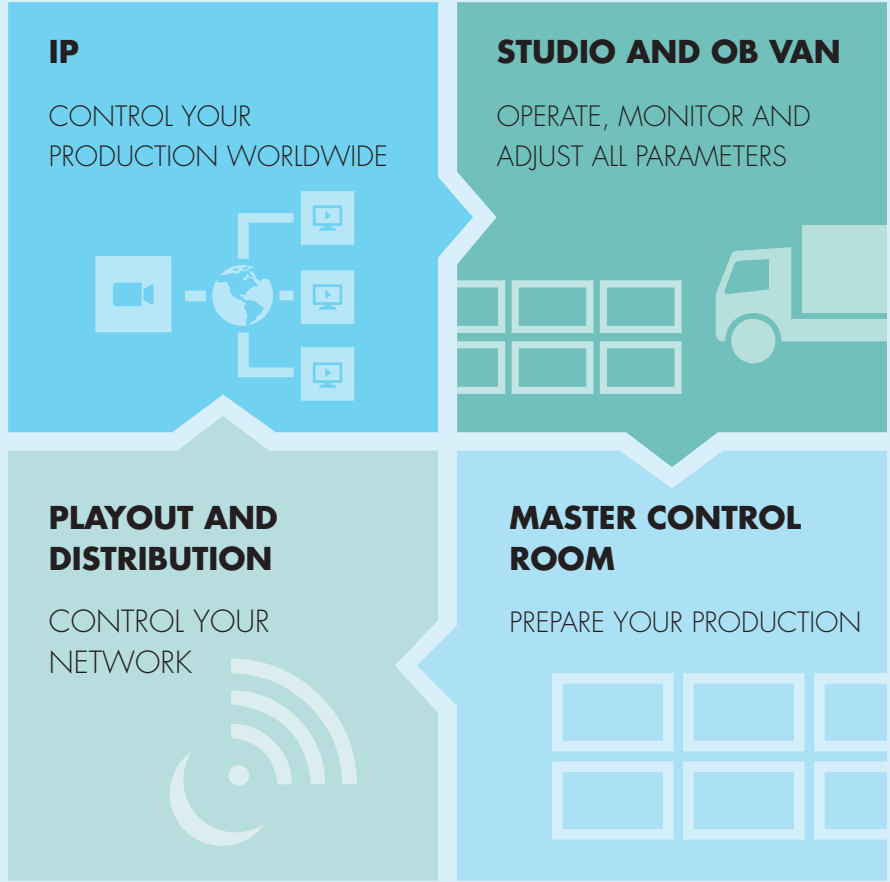 IP
CONTROL YOUR
PRODUCTION WORLDWIDE
STUDIO AND OB VAN
OPERATE, MONITOR AND
ADJUST ALL PARAMETERS
PLAYOUT AND
DISTRIBUTION
CONTROL YOUR
NETWORK
MASTER CONTROL
ROOM
PREPARE YOUR PRODUCTION